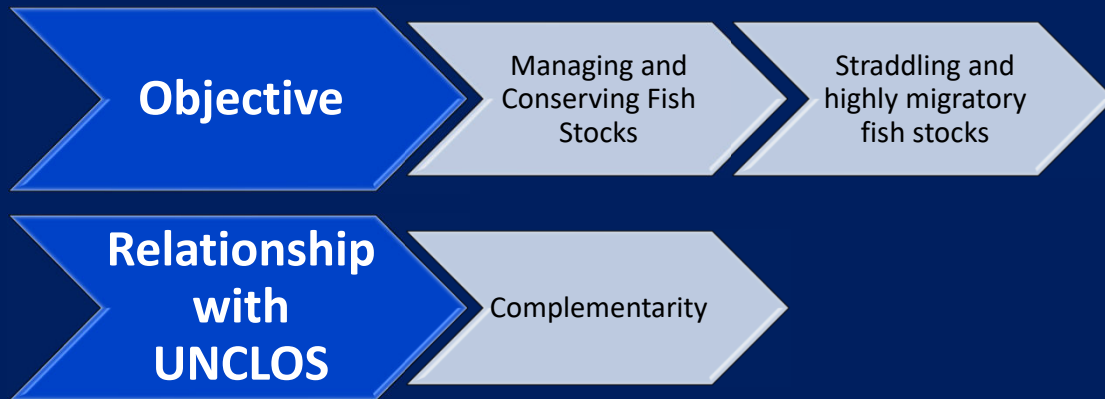 Objective
Managing and
Conserving Fish
Stocks
Straddling and
highly migratory
fish stocks
Relationship
with
UNCLOS
Complementarity